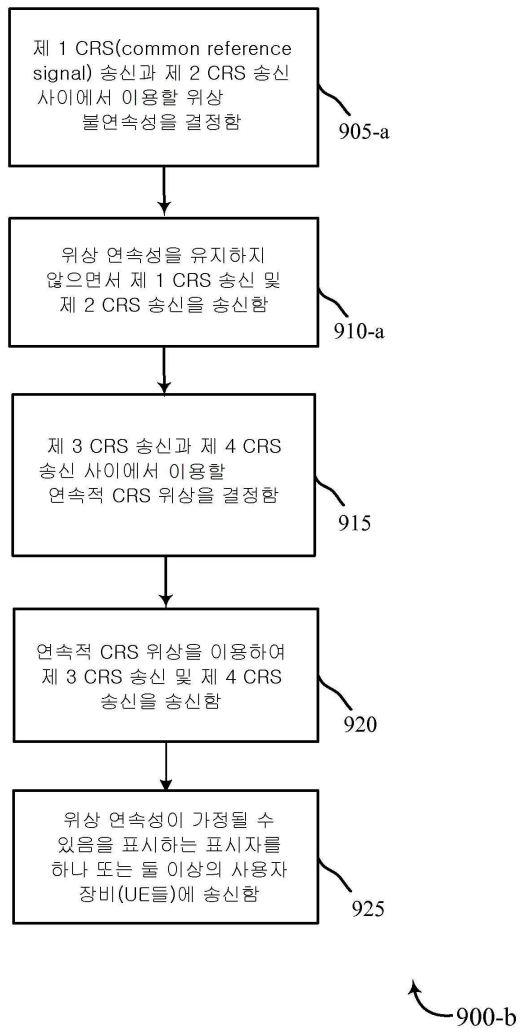 제 1 CRS(common reference
signal) 송신과 제 2 CRS 송신
사이에서 이용할 위상
불연속성을 결정함
905-a
위상 연속성을 유지하지
않으면서 제 1 CRS 송신 및
제 2 CRS 송신을 송신함
910-a
제 3 CRS 송신과 제 4 CRS
송신 사이에서 이용할
연속적 CRS 위상을 결정함
915
연속적 CRS 위상을 이용하여
제 3 CRS 송신 및 제 4 CRS
송신을 송신함
920
위상 연속성이 가정될 수
있음을 표시하는 표시자를
하나 또는 둘 이상의 사용자
장비(UE들)에 송신함
925
900-b